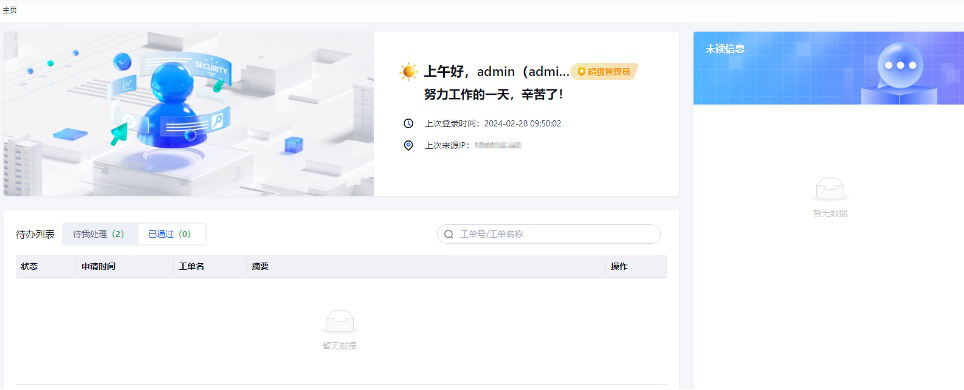 主页
SECURITY
上午好，admin（admi... 超级管理员
努力工作的一天，辛苦了！
上次登录时间：2024-02-28 09:50:02
上次来源IP：
未读信息
暂无数据
待办列表 待我处理（2） 已通过（0） 工单号/工单名称
状态 申请时间 工单名 摘要 操作
暂无数据